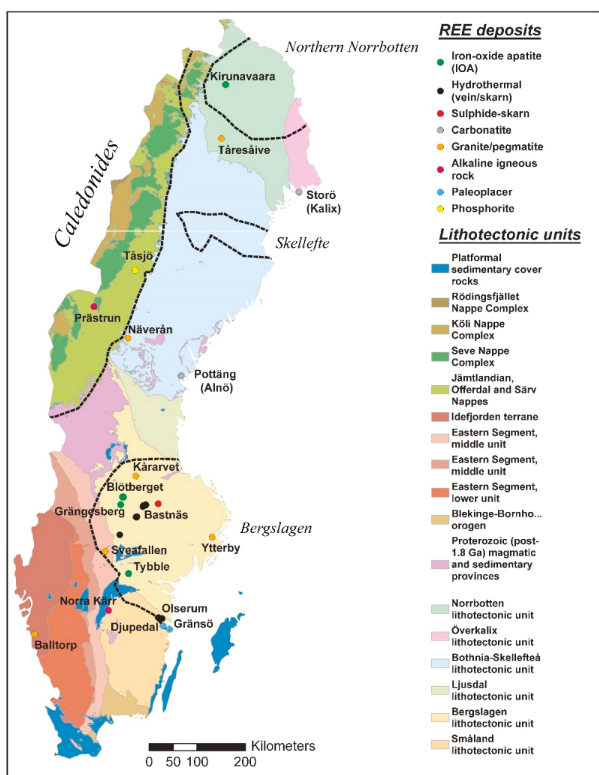 Northern Norrbotten
Kirunavaara
Tåresåive
Storö
(Kalix)
Caledonides
Skellefte
Tåsjö
Prästrun
Näverån
Pottäng
(Alnö)
Kårarvet
Blötberget
Grängesberg
Bastnäs
Bergslagen
Sveafallen
Ytterby
Tybble
Norra Kärr
Olserum
Djupedal
Gränsö
Balltorp
Kilometers
0 50 100 200
REE deposits
Iron-oxide apatite
(IOA)
Hydrothermal
(vein/skarn)
Sulphide-skarn
Carbonatite
Granite/pegmatite
Alkaline igneous
rock
Paleoplacer
Phosphorite
Lithotectonic units
Platformal
sedimentary cover
rocks
Rödingsfjället
Nappe Complex
Köli Nappe
Complex
Seve Nappe
Complex
Jämtlandian,
Offerdal and Särv
Nappes
Idefjorden terrane
Eastern Segment,
middle unit
Eastern Segment,
middle unit
Eastern Segment,
lower unit
Blekinge-Bornho...
orogen
Proterozoic (post-
1.8 Ga) magmatic
and sedimentary
provinces
Norrbotten
lithotectonic unit
Överkalix
lithotectonic unit
Bothnia-Skellefteå
lithotectonic unit
Ljusdal
lithotectonic unit
Bergslagen
lithotectonic unit
Småland
lithotectonic unit